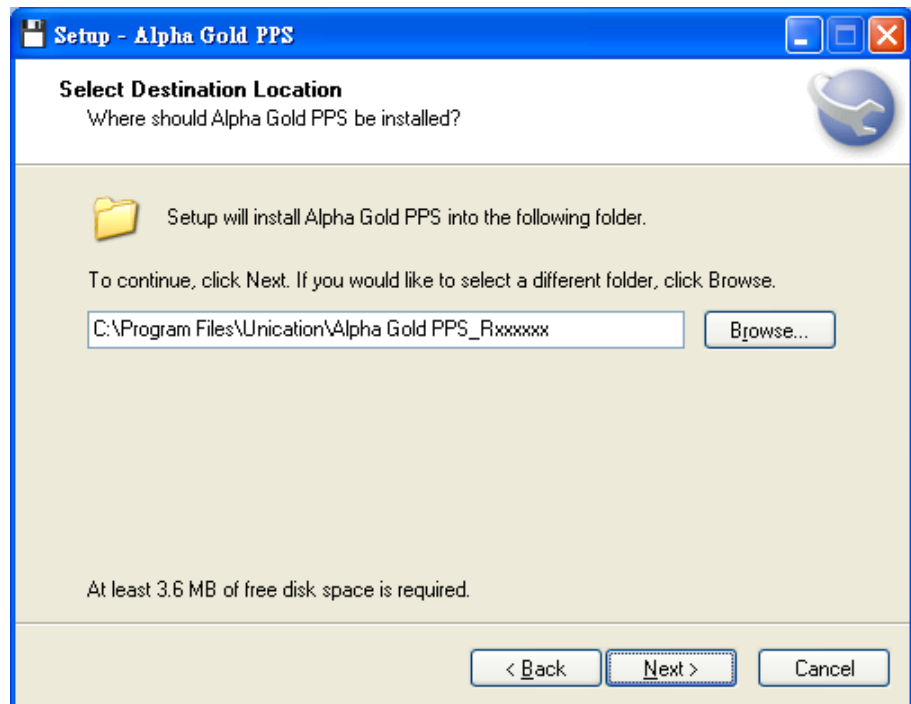 Setup - Alpha Gold PPS
Select Destination Location
Where should Alpha Gold PPS be installed?
Setup will install Alpha Gold PPS into the following folder.
To continue, click Next. If you would like to select a different folder, click Browse.
C:\Program Files\Unication\Alpha Gold PPS_Rxxxxxx
Browse...
At least 3.6 MB of free disk space is required.
< Back Next > Cancel